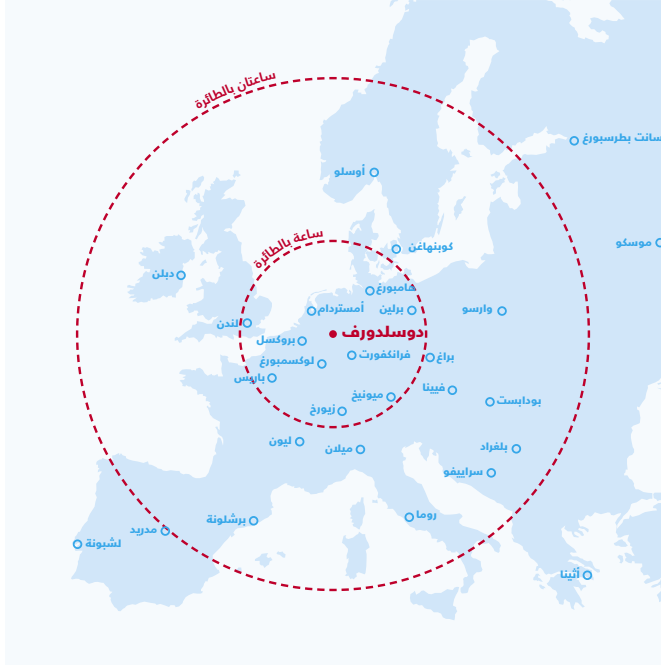 ساعتان بالطائرة
سانت بطرسبورغ
أوسلو
ساعة بالطائرة
موسكو
كوبنهاغن
دبلن
هامبورغ
أمستردام
برلين
وارسو
لندن
دوسلدورف
بروكسل
فرانكفورت
براغ
لوكسمبورغ
باريس
فيينا
ميونيخ
بودابست
زيورخ
ليون
ميلان
بلغراد
سراييفو
روما
برشلونة
مدريد
لشبونة
أثينا